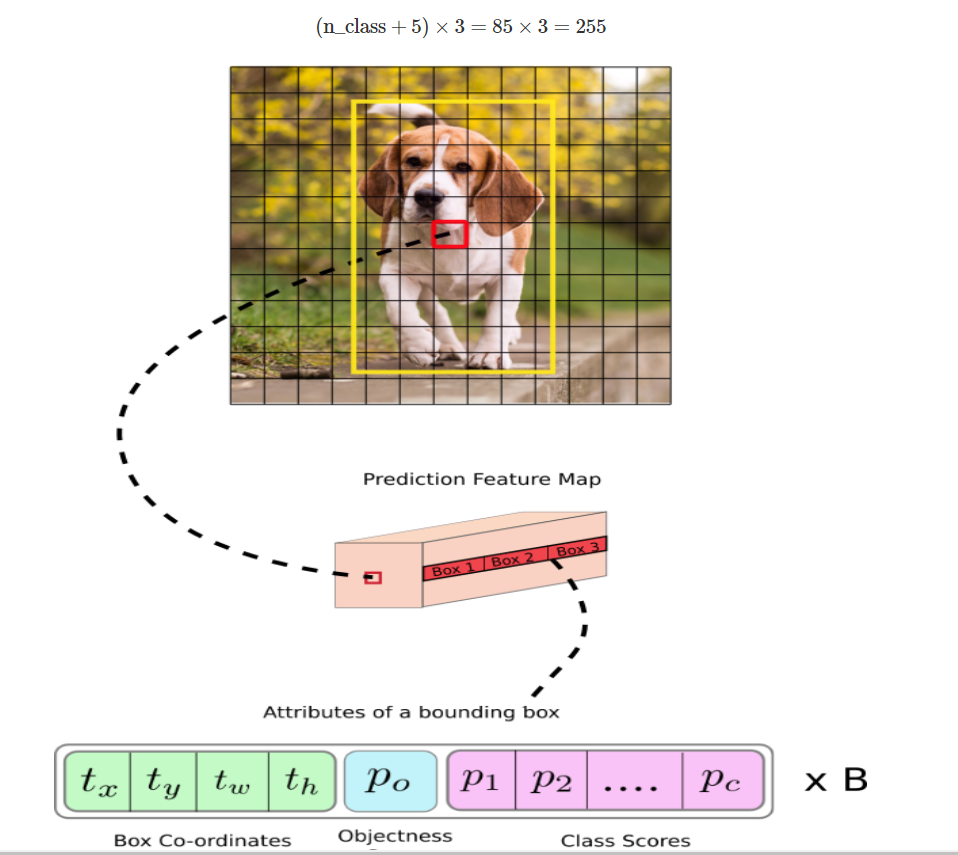 (n_class + 5) × 3 = 85 × 3 = 255
Prediction Feature Map
Box 1 Box 2 Box 3
Attributes of a bounding box
t_x t_y t_w t_h p_o p_1 p_2 .... p_c x B
Box Co-ordinates Objectness Class Scores